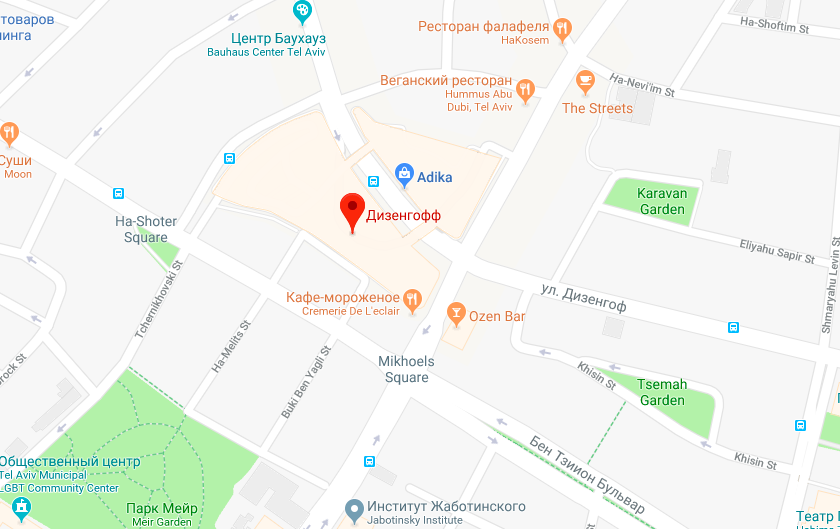 товаров
инга
Центр Баухауз
Bauhaus Center Tel Aviv
Ресторан фалафеля
HaKosem
Ha-Shoftim St
Веганский ресторан
Hummus Abu
Dubi, Tel Aviv
Ha-Nevi'im St
The Streets
Суши
Moon
Adika
Дизенгофф
Karavan
Garden
Ha-Shoter
Square
Eliyahu Sapir St
Shmaryahu Levin St
Tchernikhovski St
Кафе-мороженое
Cremerie De L'eclair
Ozen Bar
ул. Дизенгоф
Ha-Melits St
Buki Ben Yagli St
Mikhoels
Square
Khisin St
Tsemah
Garden
rock St
Бен Тзиион Бульвар
Khisin St
Общественный центр
Tel Aviv Municipal
LGBT Community Center
Парк Мейр
Meir Garden
Институт Жаботинского
Jabotinsky Institute
Театр